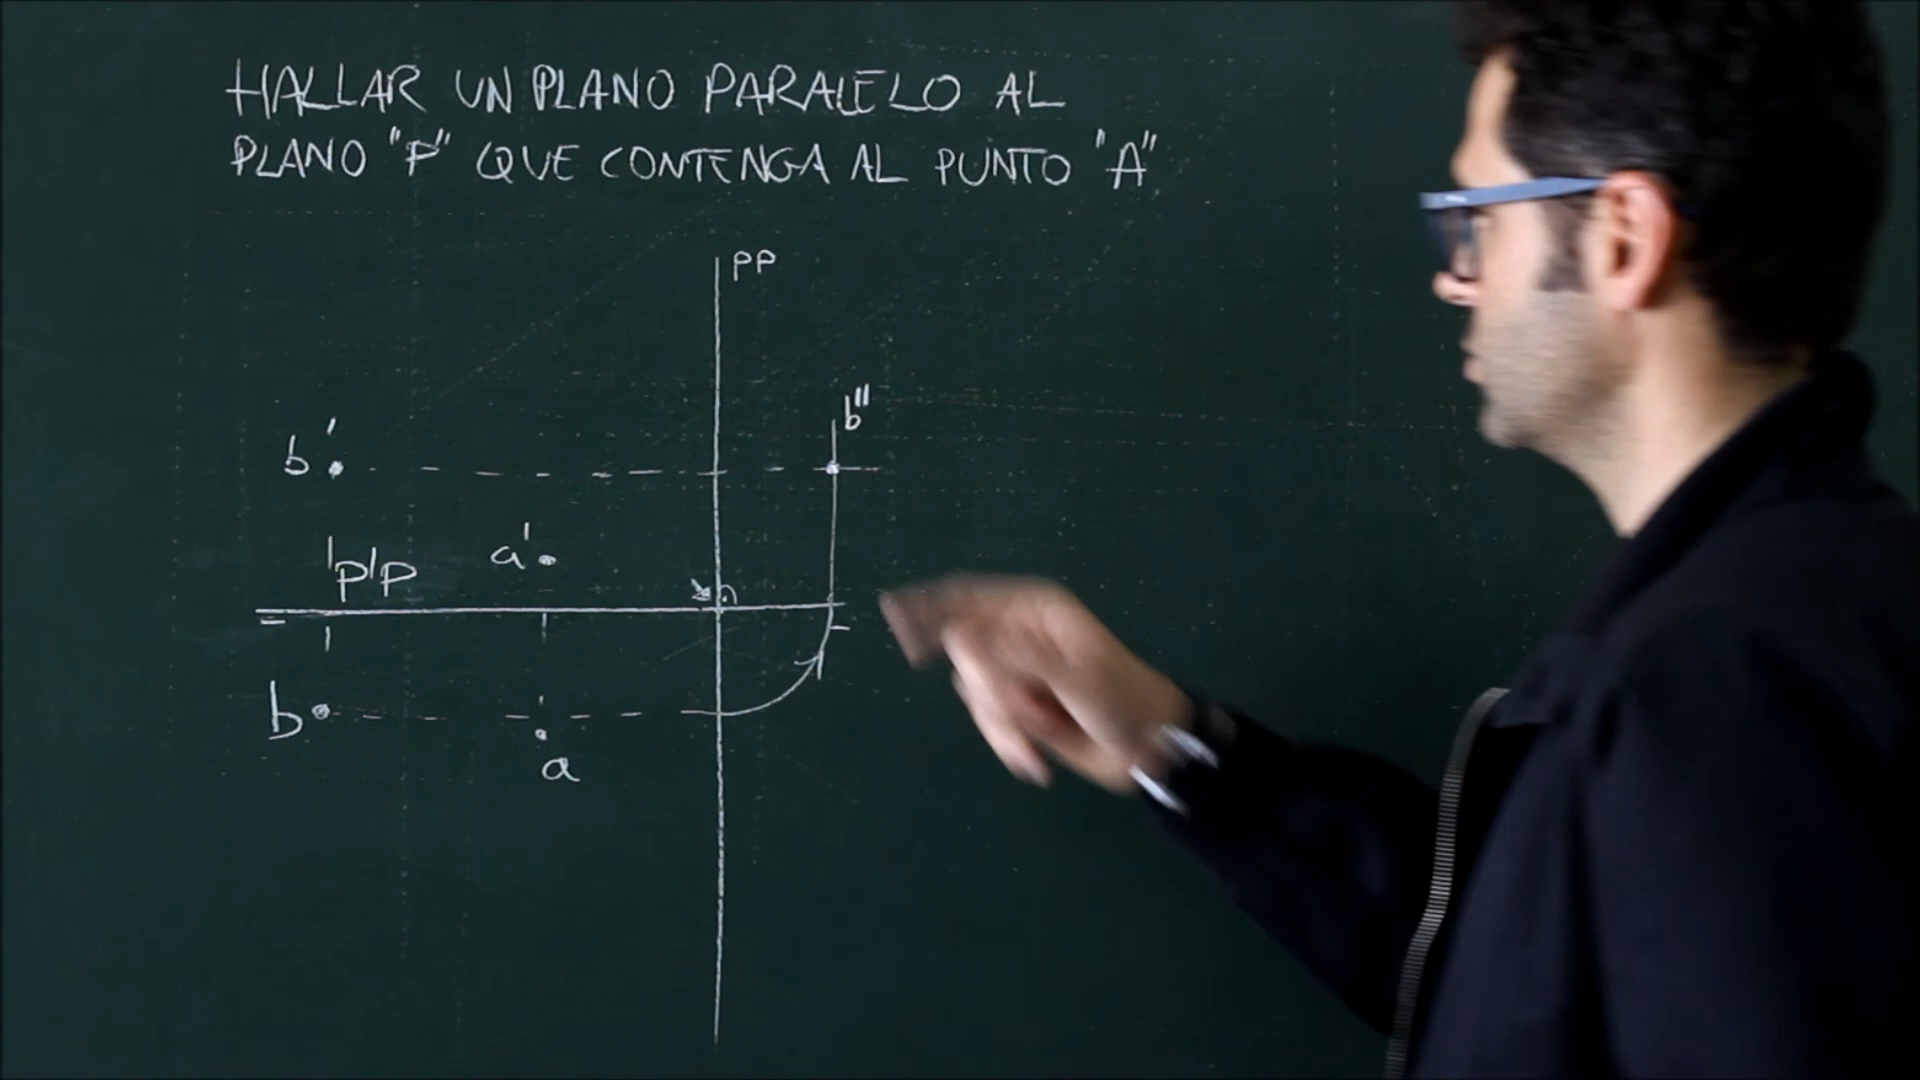 HALLAR UN PLANO PARALELO AL
PLANO "P" QUE CONTENGA AL PUNTO "A"
PP
b''
b'
a'
p'p
b
a